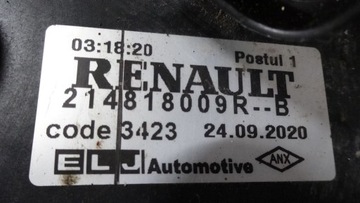 03:18:20 Postul 1
RENAULT
214818009R--B
code 3423 24.09.2020
ELJ Automotive ANX